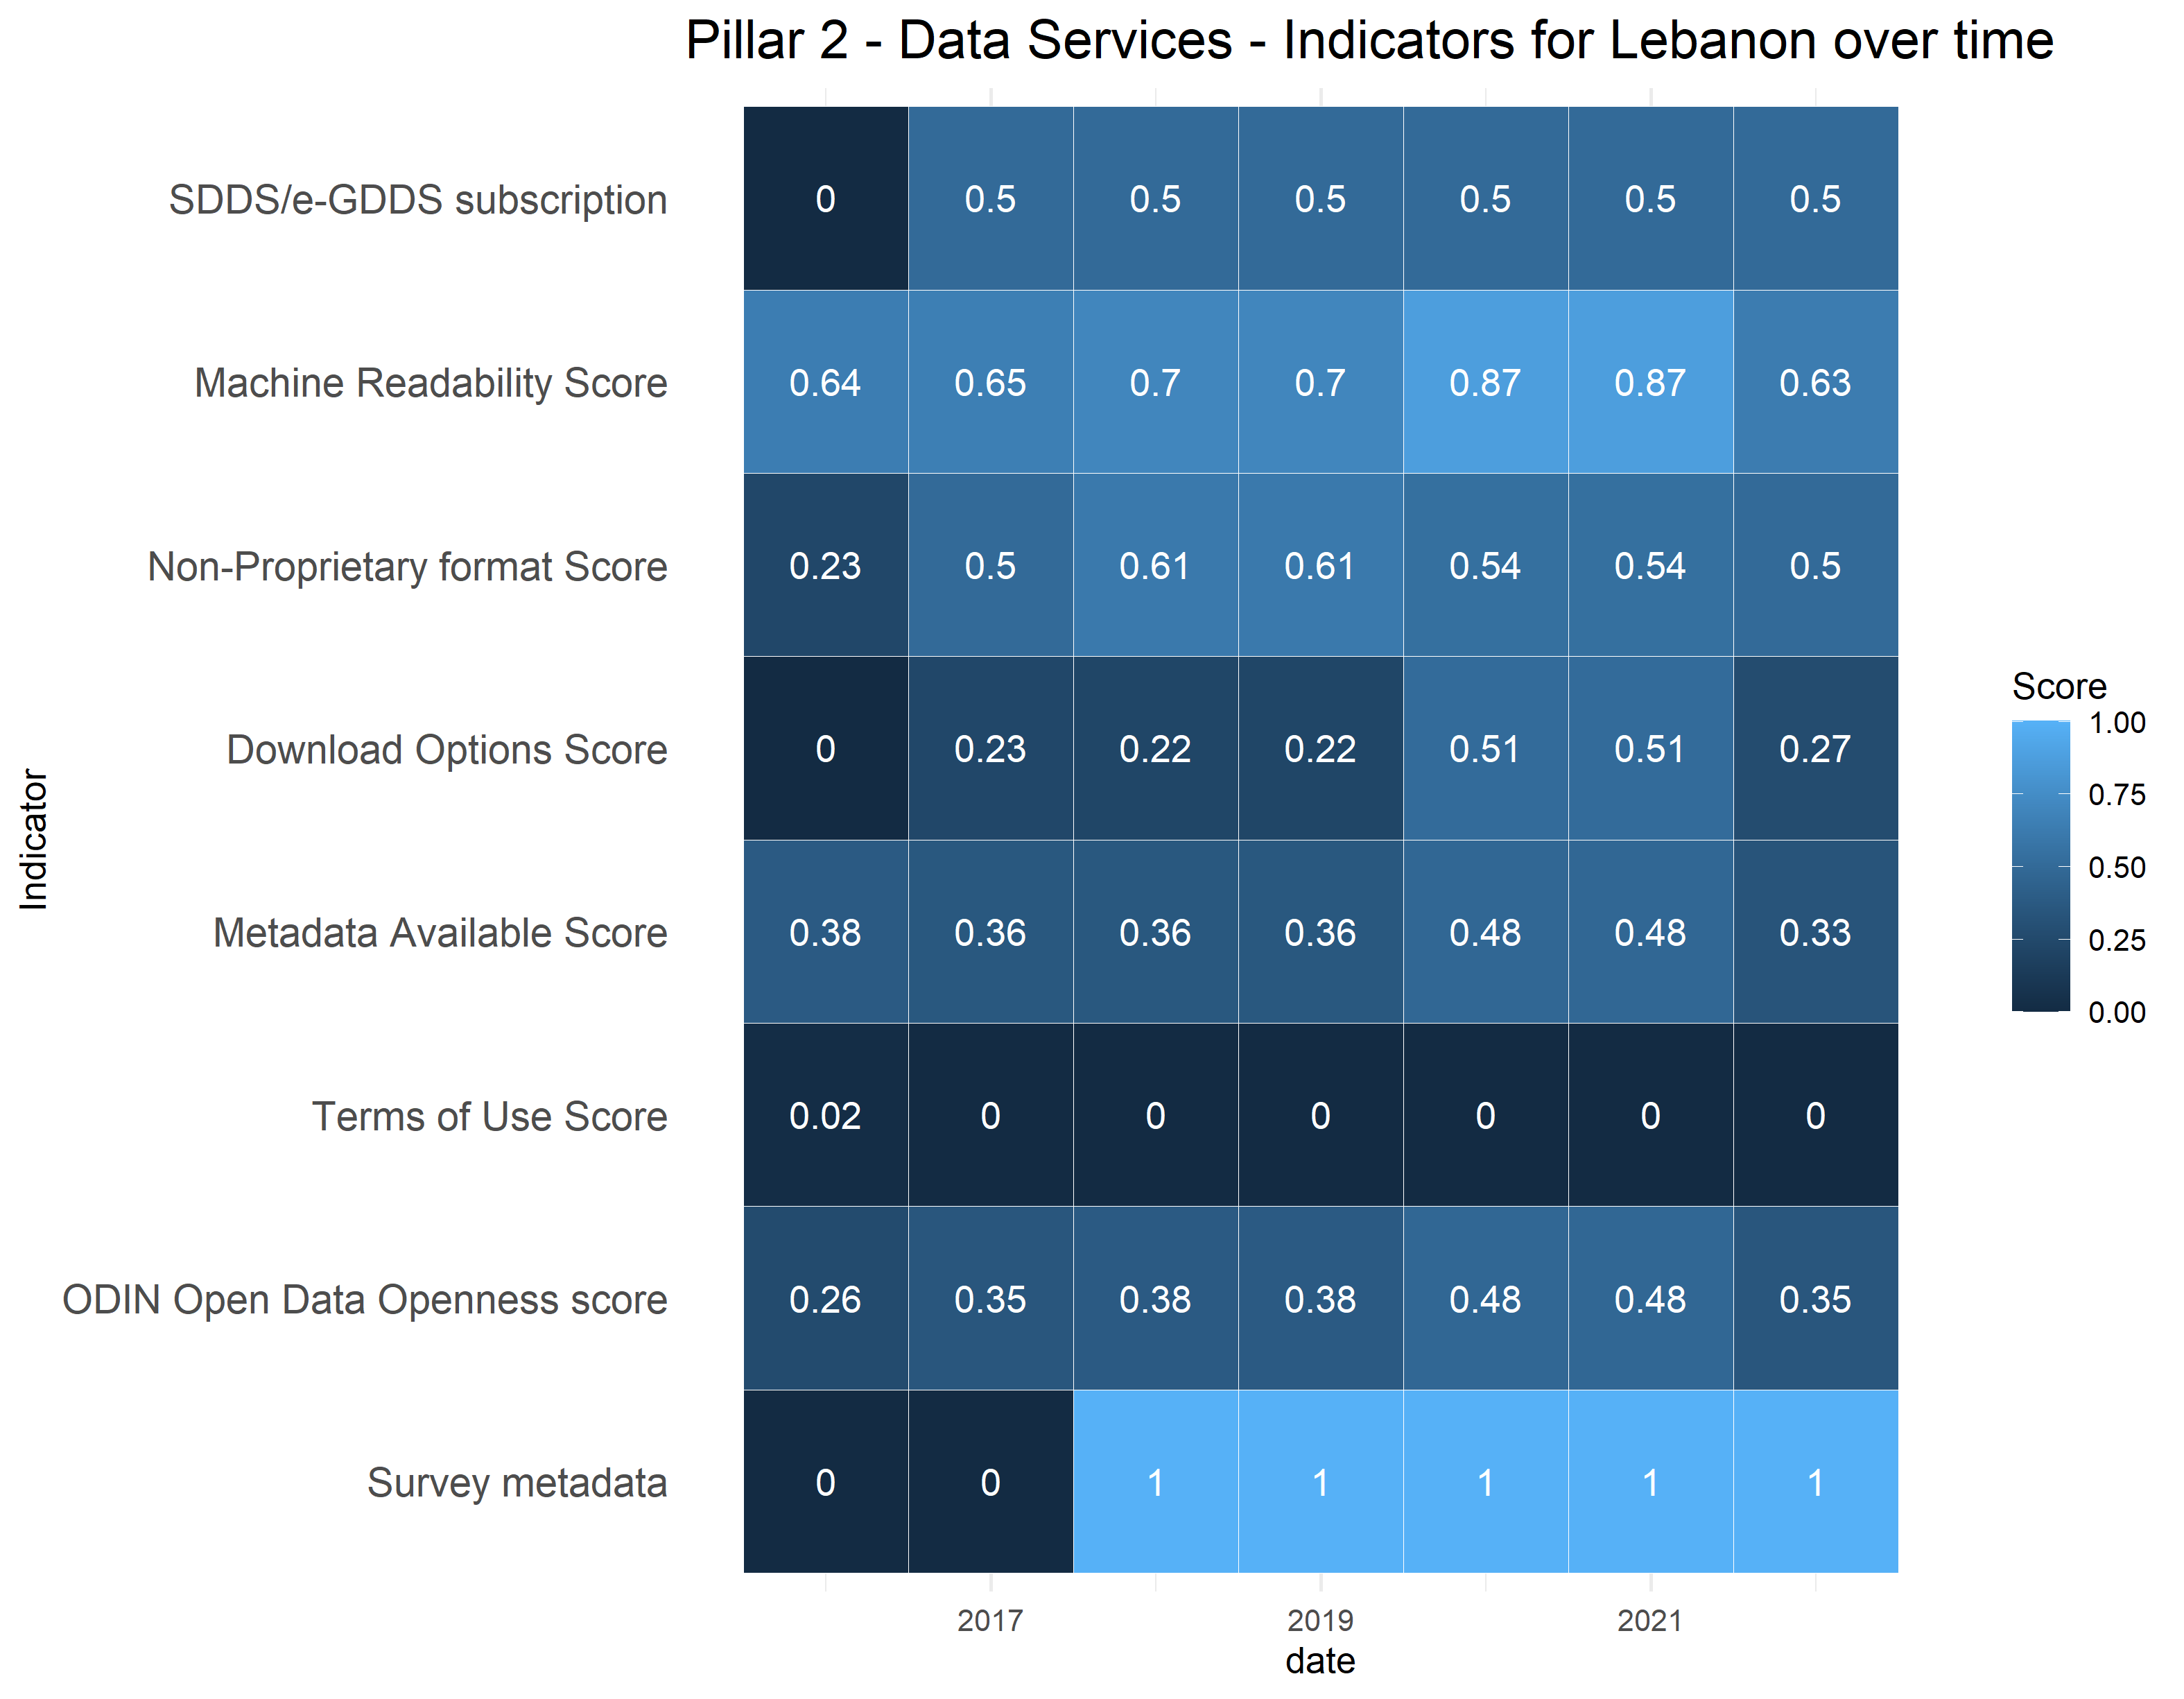 Pillar 2 - Data Services - Indicators for Lebanon over time
SDDS/e-GDDS subscription 0 0.5 0.5 0.5 0.5 0.5 0.5
Machine Readability Score 0.64 0.65 0.7 0.7 0.87 0.87 0.63
Non-Proprietary format Score 0.23 0.5 0.61 0.61 0.54 0.54 0.5
Download Options Score 0 0.23 0.22 0.22 0.51 0.51 0.27
Metadata Available Score 0.38 0.36 0.36 0.36 0.48 0.48 0.33
Terms of Use Score 0.02 0 0 0 0 0 0
ODIN Open Data Openness score 0.26 0.35 0.38 0.38 0.48 0.48 0.35
Survey metadata 0 0 1 1 1 1 1
Indicator
2017 2019 2021
date
Score
1.00
0.75
0.50
0.25
0.00